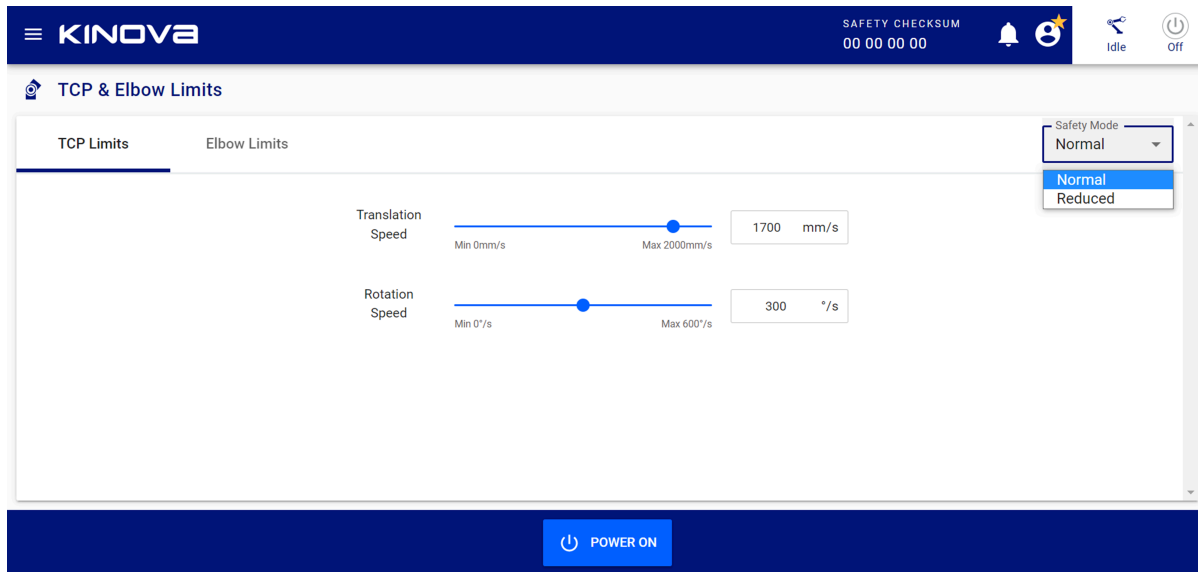 KINOVA
SAFETY CHECKSUM
00 00 00 00
Idle
Off
TCP & Elbow Limits
TCP Limits
Elbow Limits
Safety Mode
Normal
Normal
Reduced
Translation
Speed
Min 0mm/s
Max 2000mm/s
1700 mm/s
Rotation
Speed
Min 0°/s
Max 600°/s
300 °/s
POWER ON